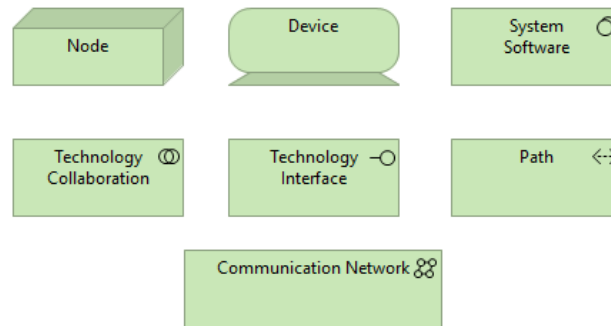 Node
Device
System
Software
Technology
Collaboration
Technology
Interface
Path
Communication Network